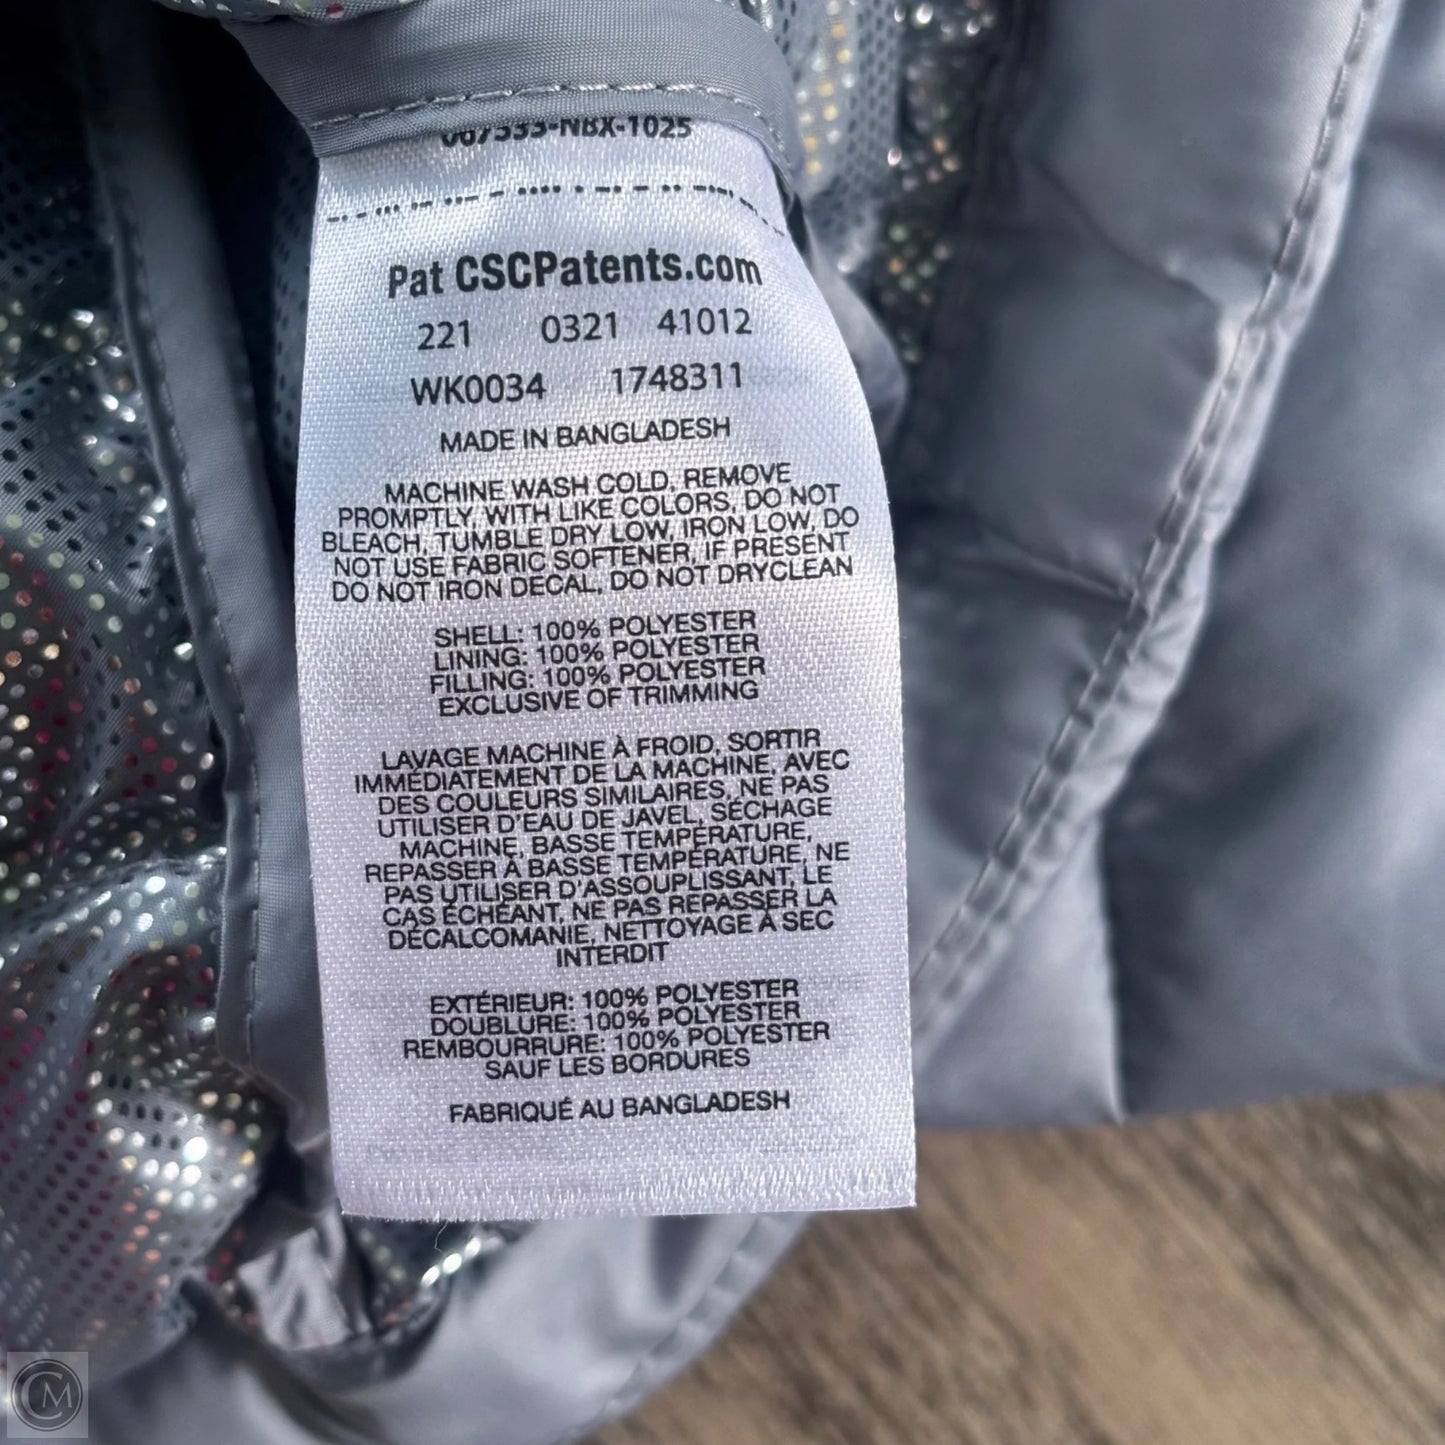 067333-NBX-1025
Pat CSCPatents.com
221 0321 41012
WK0034 1748311
MADE IN BANGLADESH
MACHINE WASH COLD, REMOVE
PROMPTLY, WITH LIKE COLORS, DO NOT
BLEACH, TUMBLE DRY LOW, IRON LOW, DO
NOT USE FABRIC SOFTENER, IF PRESENT
DO NOT IRON DECAL, DO NOT DRYCLEAN
SHELL: 100% POLYESTER
LINING: 100% POLYESTER
FILLING: 100% POLYESTER
EXCLUSIVE OF TRIMMING
LAVAGE MACHINE À FROID, SORTIR
IMMÉDIATEMENT DE LA MACHINE, AVEC
DES COULEURS SIMILAIRES, NE PAS
UTILISER D'EAU DE JAVEL, SÉCHAGE
MACHINE, BASSE TEMPÉRATURE,
REPASSER À BASSE TEMPÉRATURE, NE
PAS UTILISER D'ASSOUPLISSANT, LE
CAS ÉCHÉANT, NE PAS REPASSER LA
DÉCALCOMANIE, NETTOYAGE À SEC
INTERDIT
EXTÉRIEUR: 100% POLYESTER
DOUBLURE: 100% POLYESTER
REMBOURRURE: 100% POLYESTER
SAUF LES BORDURES
FABRIQUÉ AU BANGLADESH
CM